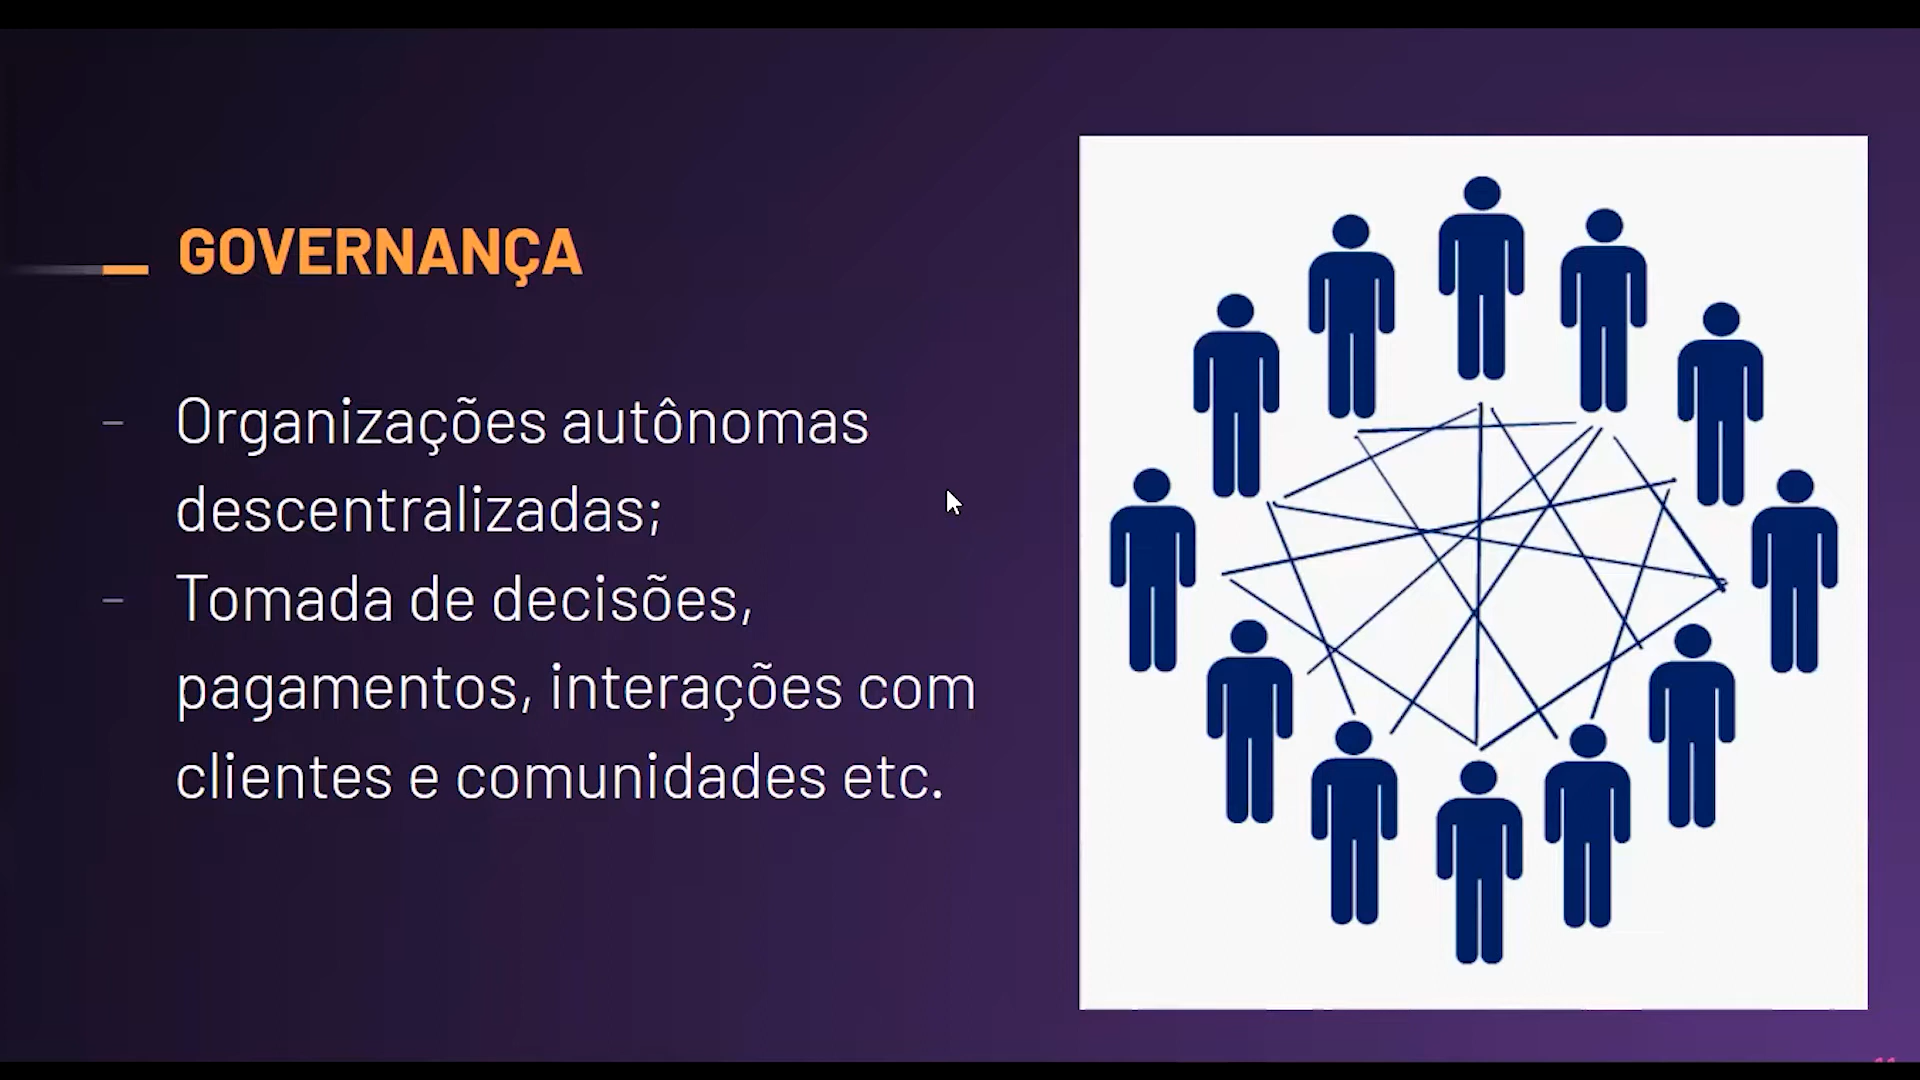 GOVERNANÇA
- Organizações autônomas
descentralizadas;
- Tomada de decisões,
pagamentos, interações com
clientes e comunidades etc.